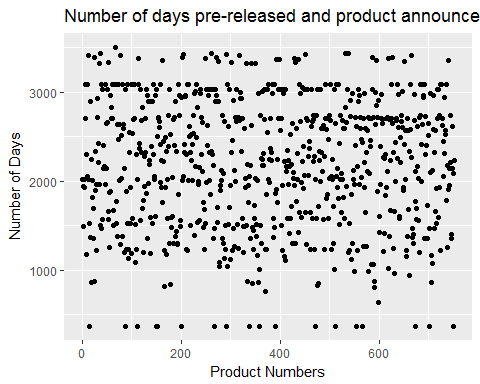 Number of days pre-released and product announce
Number of Days
3000
2000
1000
0
200
400
600
Product Numbers